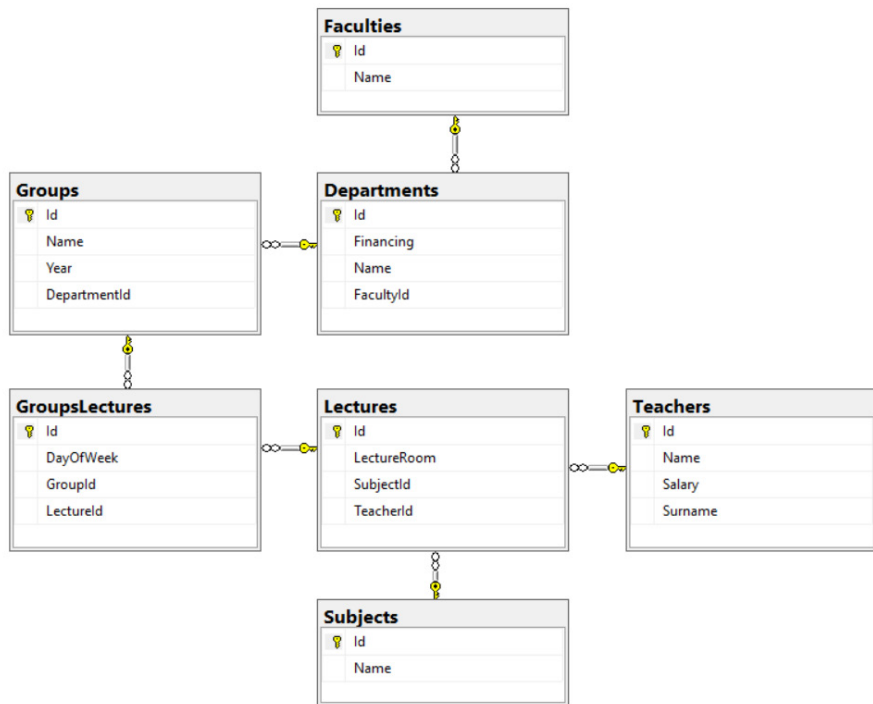 Faculties
Id
Name
Groups
Id
Name
Year
DepartmentId
Departments
Id
Financing
Name
FacultyId
GroupsLectures
Id
DayOfWeek
GroupId
LectureId
Lectures
Id
LectureRoom
SubjectId
TeacherId
Teachers
Id
Name
Salary
Surname
Subjects
Id
Name